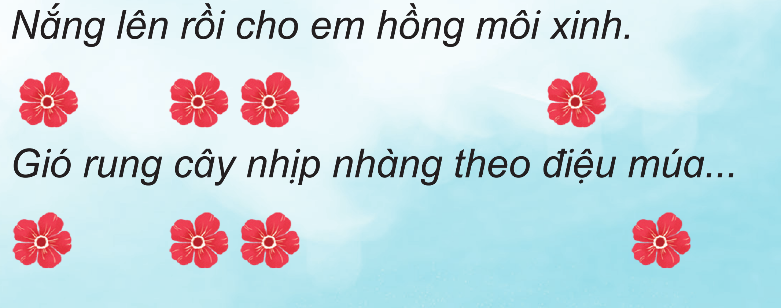 Nắng lên rồi cho em hồng môi xinh.
Gió rung cây nhịp nhàng theo điệu múa...